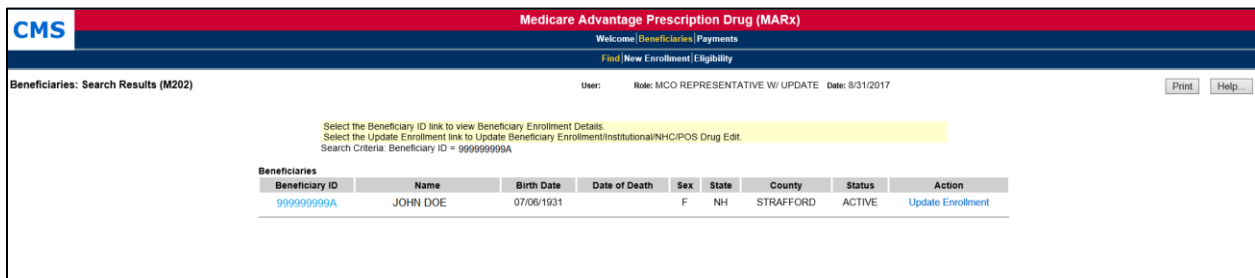 CMS
Medicare Advantage Prescription Drug (MARx)
Welcome|Beneficiaries|Payments
Find|New Enrollment|Eligibility
Beneficiaries: Search Results (M202) User: Role: MCO REPRESENTATIVE W/ UPDATE Date: 8/31/2017 Print Help...
Select the Beneficiary ID link to view Beneficiary Enrollment Details.
Select the Update Enrollment link to Update Beneficiary Enrollment/Institutional/NHC/POS Drug Edit.
Search Criteria: Beneficiary ID = 999999999A
Beneficiaries
Beneficiary ID Name Birth Date Date of Death Sex State County Status Action
999999999A JOHN DOE 07/06/1931 F NH STRAFFORD ACTIVE Update Enrollment